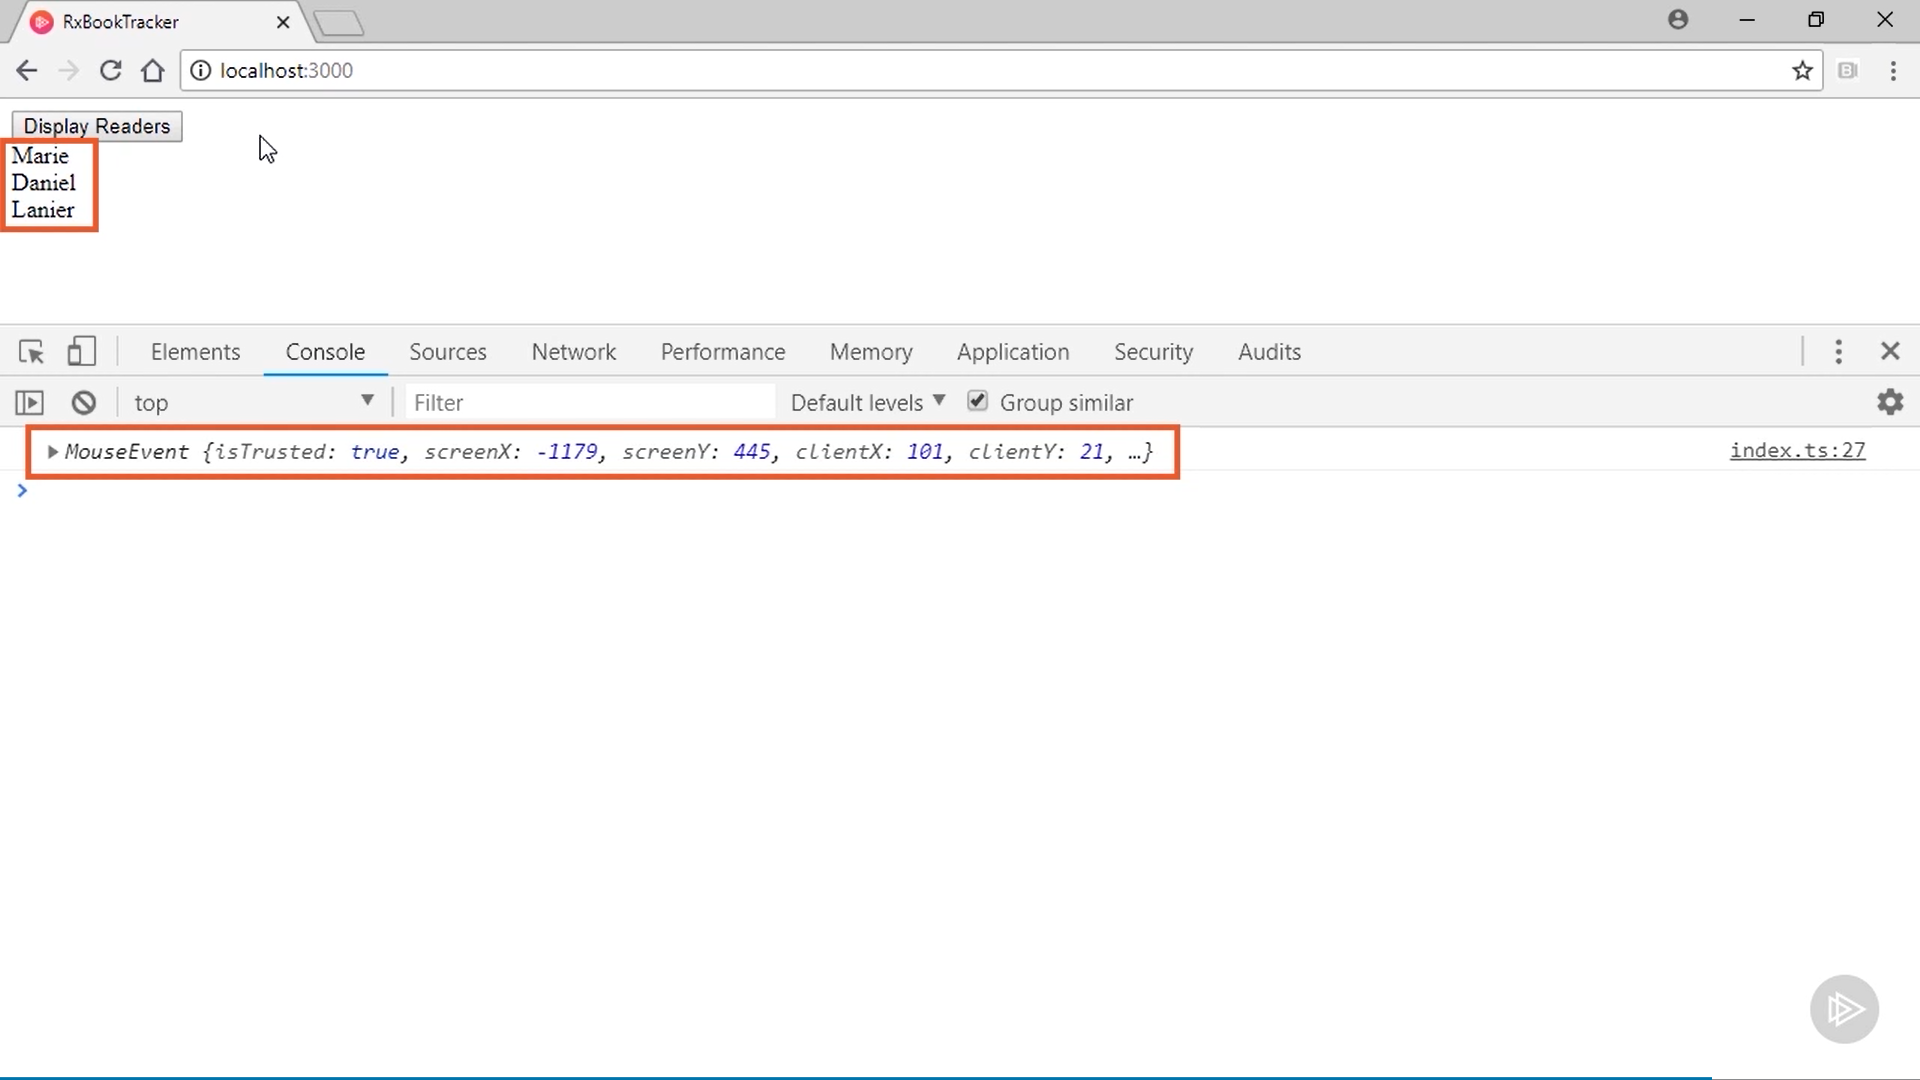 RxBookTracker
localhost:3000
Display Readers
Marie
Daniel
Lanier
Elements Console Sources Network Performance Memory Application Security Audits
top Filter Default levels Group similar
MouseEvent {isTrusted: true, screenX: -1179, screenY: 445, clientX: 101, clientY: 21, …} index.ts:27